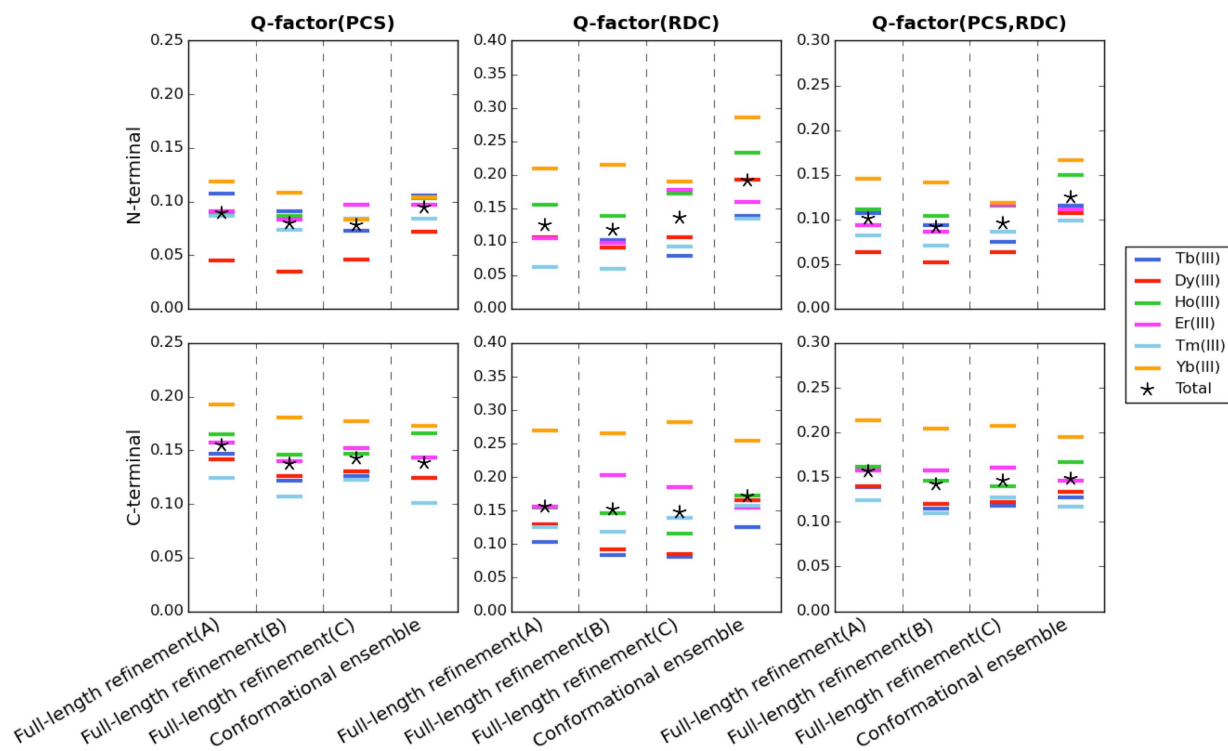 Q-factor(PCS)
Q-factor(RDC)
Q-factor(PCS,RDC)
N-terminal
0.25
0.20
0.15
0.10
0.05
0.00
0.40
0.35
0.30
0.25
0.20
0.15
0.10
0.05
0.00
0.30
0.25
0.20
0.15
0.10
0.05
0.00
C-terminal
0.25
0.20
0.15
0.10
0.05
0.00
0.40
0.35
0.30
0.25
0.20
0.15
0.10
0.05
0.00
0.30
0.25
0.20
0.15
0.10
0.05
0.00
Tb(III)
Dy(III)
Ho(III)
Er(III)
Tm(III)
Yb(III)
Total
Full-length refinement(A)
Full-length refinement(B)
Full-length refinement(C)
Conformational ensemble
Full-length refinement(A)
Full-length refinement(B)
Full-length refinement(C)
Conformational ensemble
Full-length refinement(A)
Full-length refinement(B)
Full-length refinement(C)
Conformational ensemble